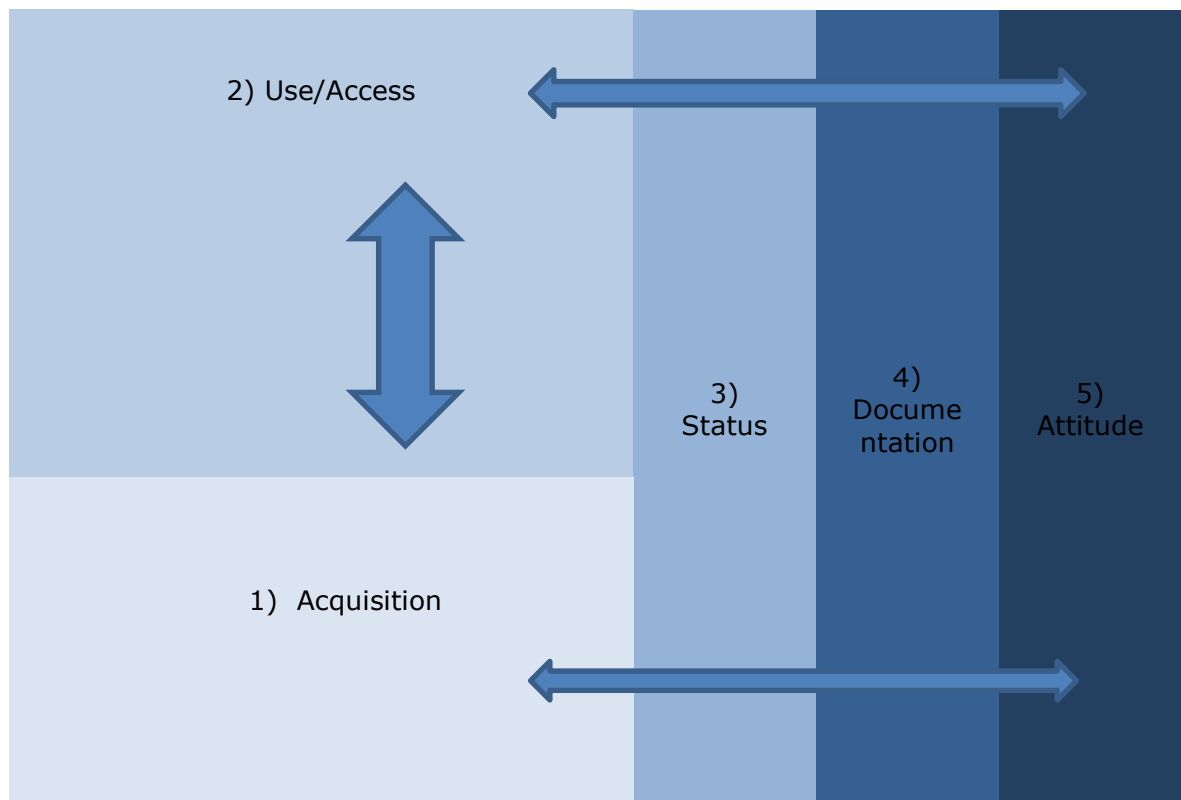 2) Use/Access
3)
Status
4)
Docume
ntation
5)
Attitude
1)  Acquisition